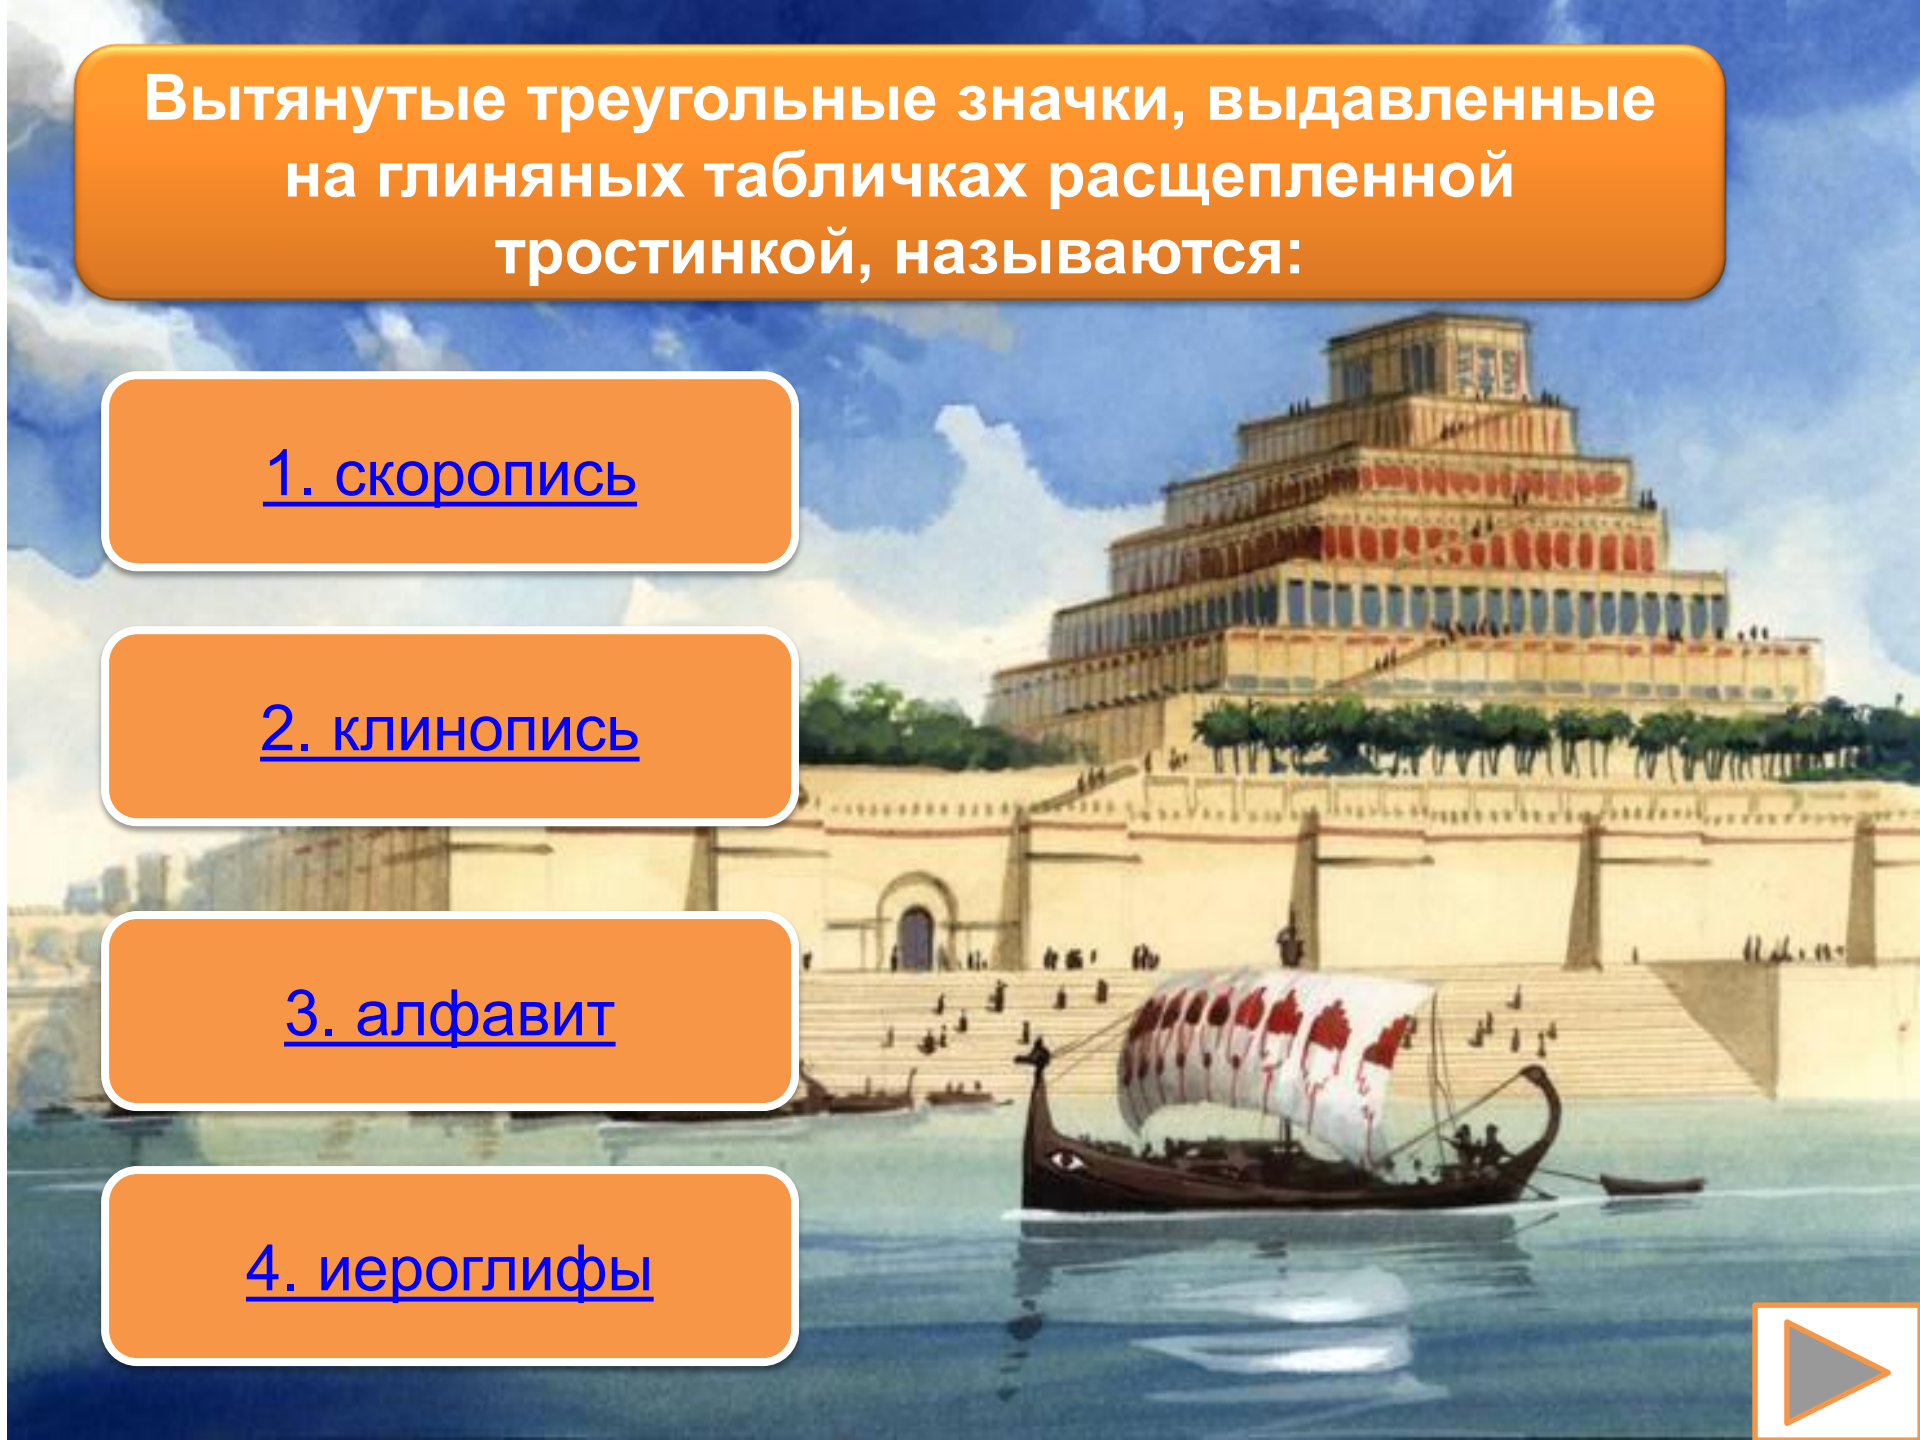 Вытянутые треугольные значки, выдавленные
на глиняных табличках расщепленной
тростинкой, называются:
1. скоропись
2. клинопись
3. алфавит
4. иероглифы